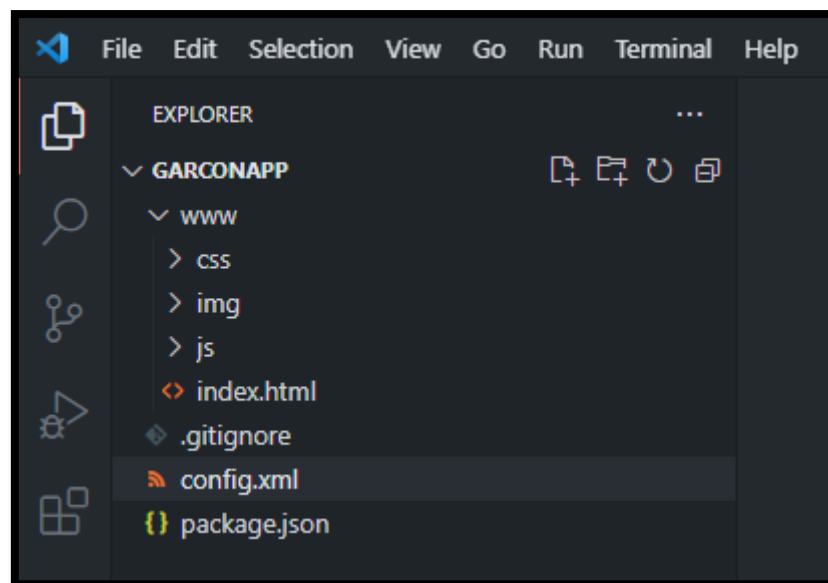 File Edit Selection View Go Run Terminal Help
EXPLORER
GARCONAPP
www
css
img
js
index.html
.gitignore
config.xml
package.json